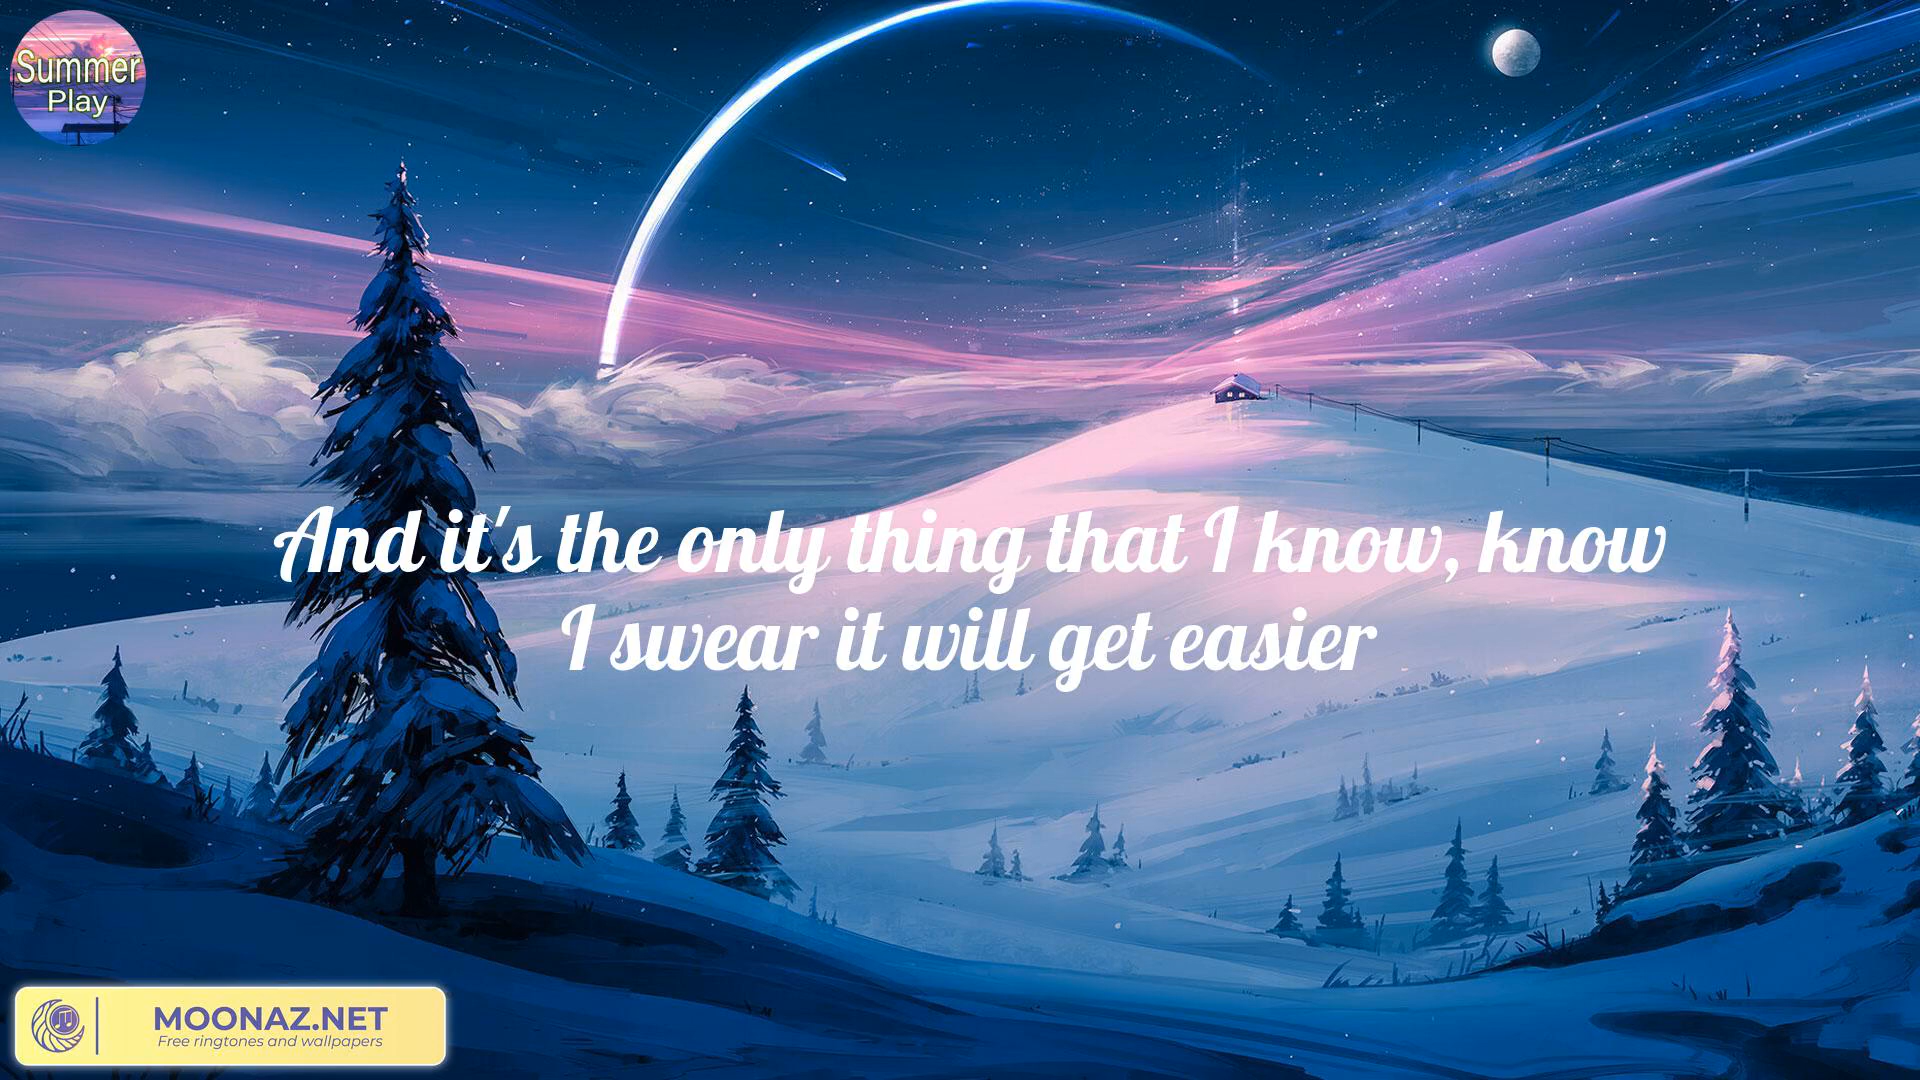 Summer
Play
And it's the only thing that I know, know
I swear it will get easier
MOONAZ.NET
Free ringtones and wallpapers